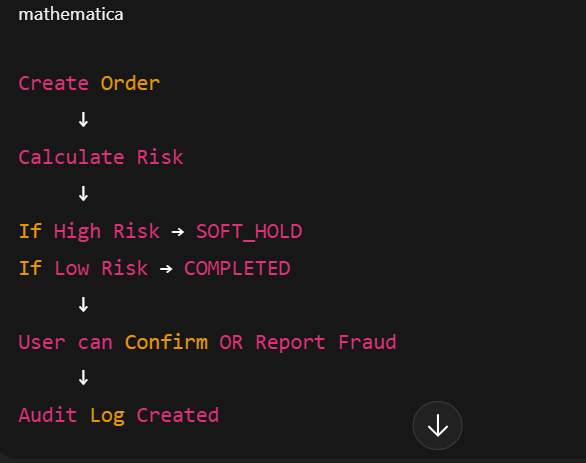 mathematica
Create Order
↓
Calculate Risk
↓
If High Risk → SOFT_HOLD
If Low Risk → COMPLETED
↓
User can Confirm OR Report Fraud
↓
Audit Log Created